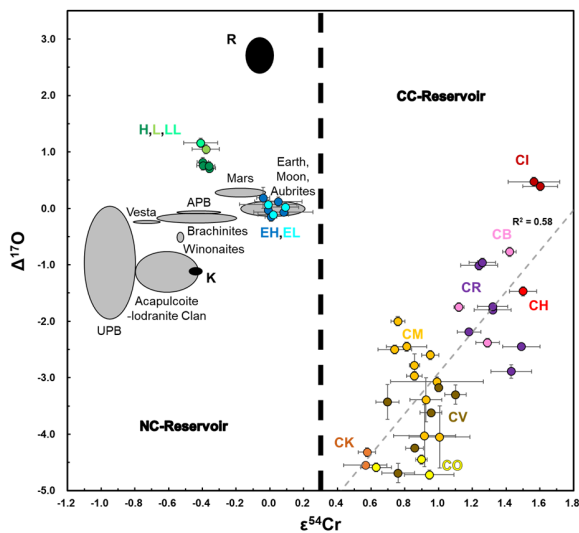 3.0
2.0
1.0
0.0
-1.0
-2.0
-3.0
-4.0
-5.0
Δ¹⁷O
R
CC-Reservoir
H,L,LL
Earth,
Moon,
Aubrites
Mars
CI
APB
Vesta
R² = 0.58
Brachinites
EH,EL
CB
Winonaites
CR
K
CH
Acapulcoite
-lodranite Clan
UPB
CM
CV
NC-Reservoir
CK
CO
-1.2 -1.0 -0.8 -0.6 -0.4 -0.2 0.0 0.2 0.4 0.6 0.8 1.0 1.2 1.4 1.6 1.8
ε⁵⁴Cr